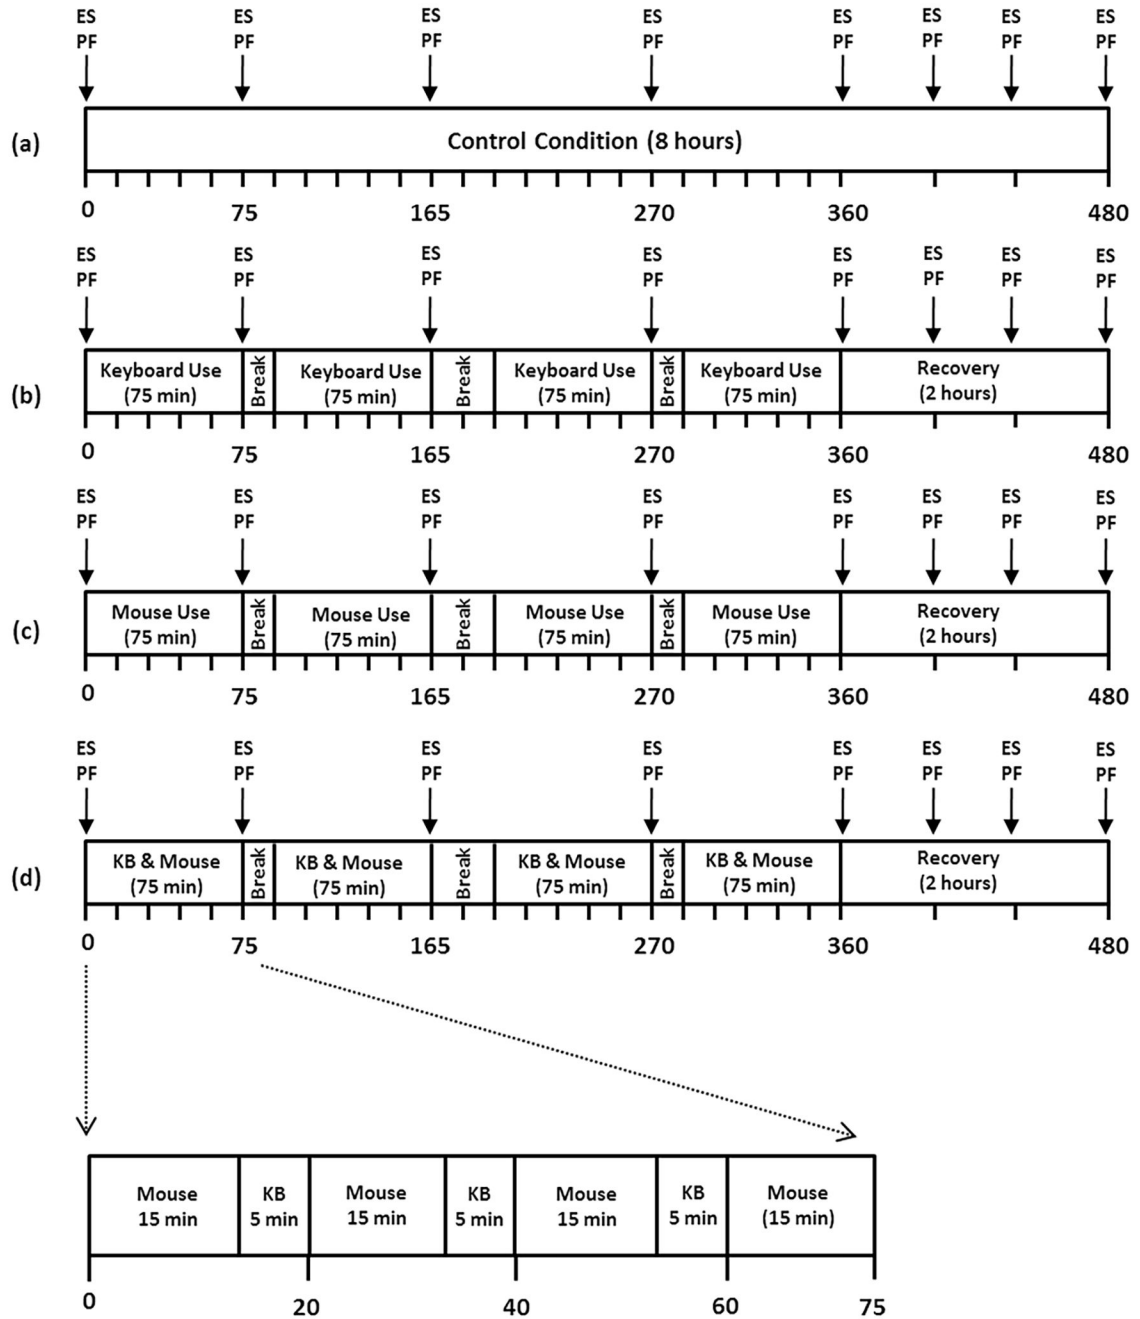 ES ES ES ES ES ES ES ES
PF PF PF PF PF PF PF PF
(a) Control Condition (8 hours)
0 75 165 270 360 480
ES ES ES ES ES ES ES ES
PF PF PF PF PF PF PF PF
(b) Keyboard Use Break Keyboard Use Break Keyboard Use Break Keyboard Use Recovery
(75 min) (75 min) (75 min) (75 min) (2 hours)
0 75 165 270 360 480
ES ES ES ES ES ES ES ES
PF PF PF PF PF PF PF PF
(c) Mouse Use Break Mouse Use Break Mouse Use Break Mouse Use Recovery
(75 min) (75 min) (75 min) (75 min) (2 hours)
0 75 165 270 360 480
ES ES ES ES ES ES ES ES
PF PF PF PF PF PF PF PF
(d) KB & Mouse Break KB & Mouse Break KB & Mouse Break KB & Mouse Recovery
(75 min) (75 min) (75 min) (75 min) (2 hours)
0 75 165 270 360 480
Mouse KB Mouse KB Mouse KB Mouse
15 min 5 min 15 min 5 min 15 min 5 min (15 min)
0 20 40 60 75